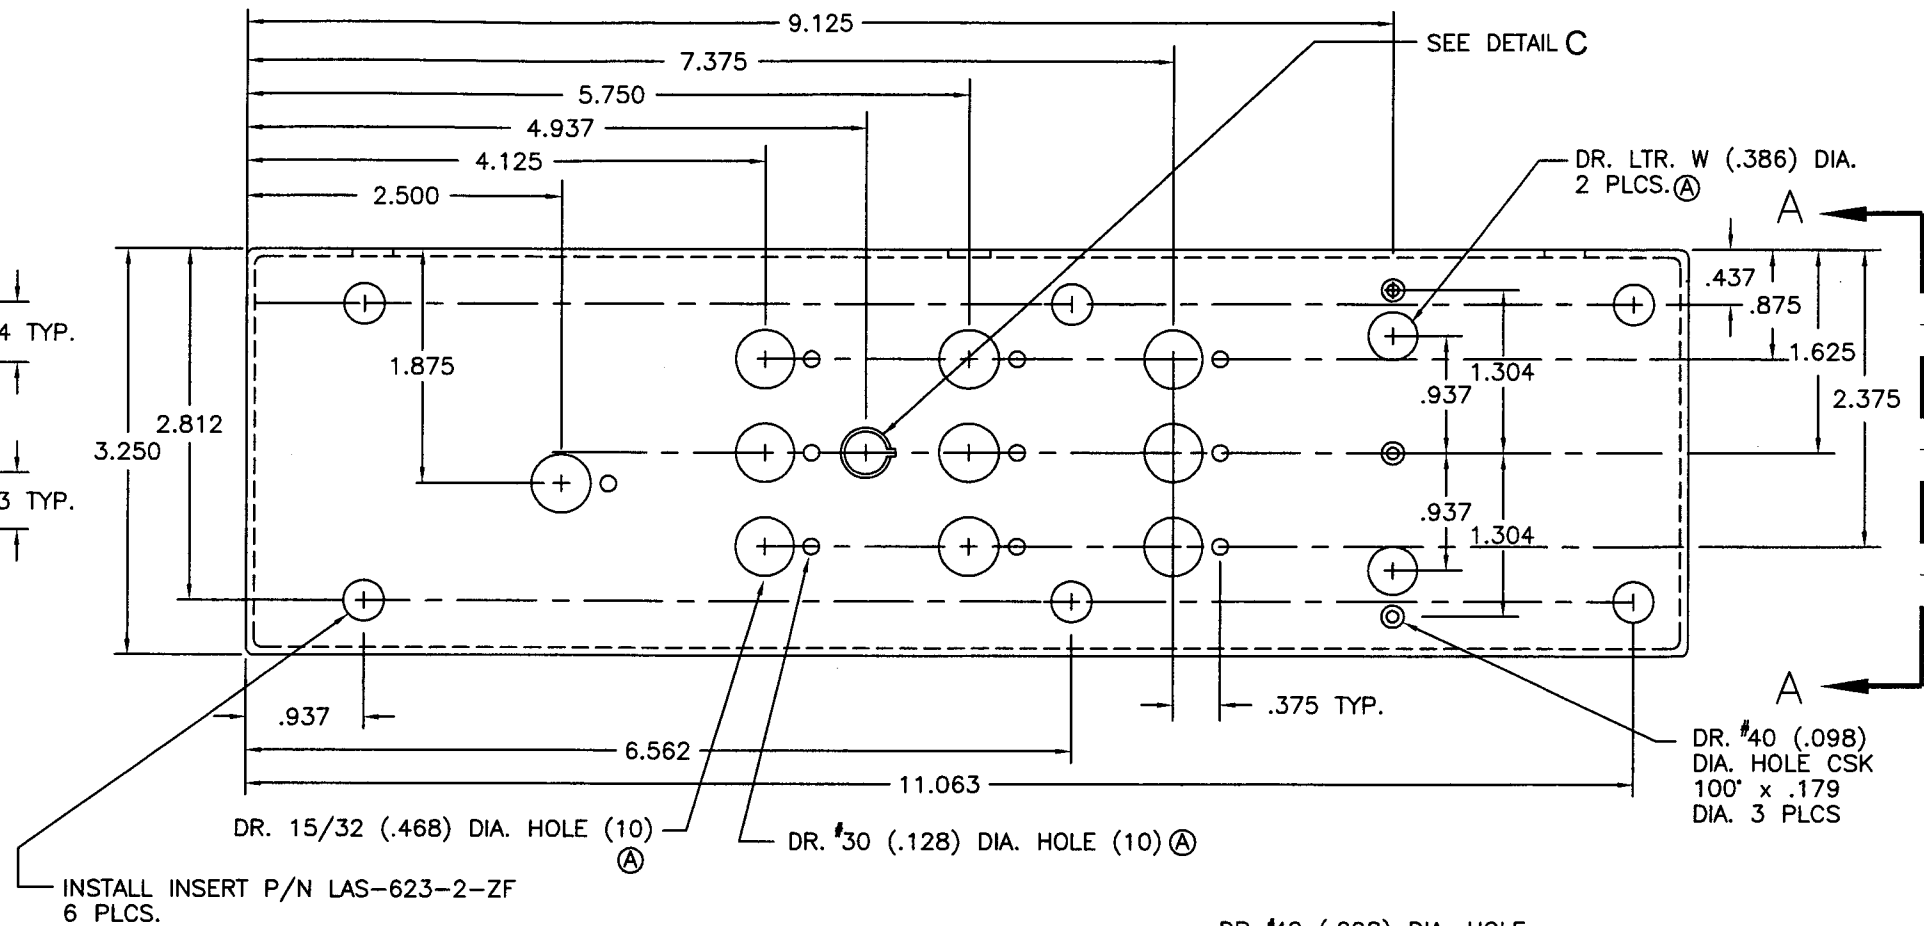 9.125
SEE DETAIL C
7.375
5.750
4.937
4.125
DR. LTR. W (.386) DIA.
2 PLCS. Ⓐ
2.500
A
.437
.875
4 TYP.
1.875
1.625
1.304
.937
2.375
2.812
3.250
3 TYP.
.937
1.304
A
.937
.375 TYP.
DR. #40 (.098)
DIA. HOLE CSK
100° x .179
DIA. 3 PLCS
6.562
11.063
DR. 15/32 (.468) DIA. HOLE (10)
Ⓐ
DR. #30 (.128) DIA. HOLE (10) Ⓐ
INSTALL INSERT P/N LAS-623-2-ZF
6 PLCS.